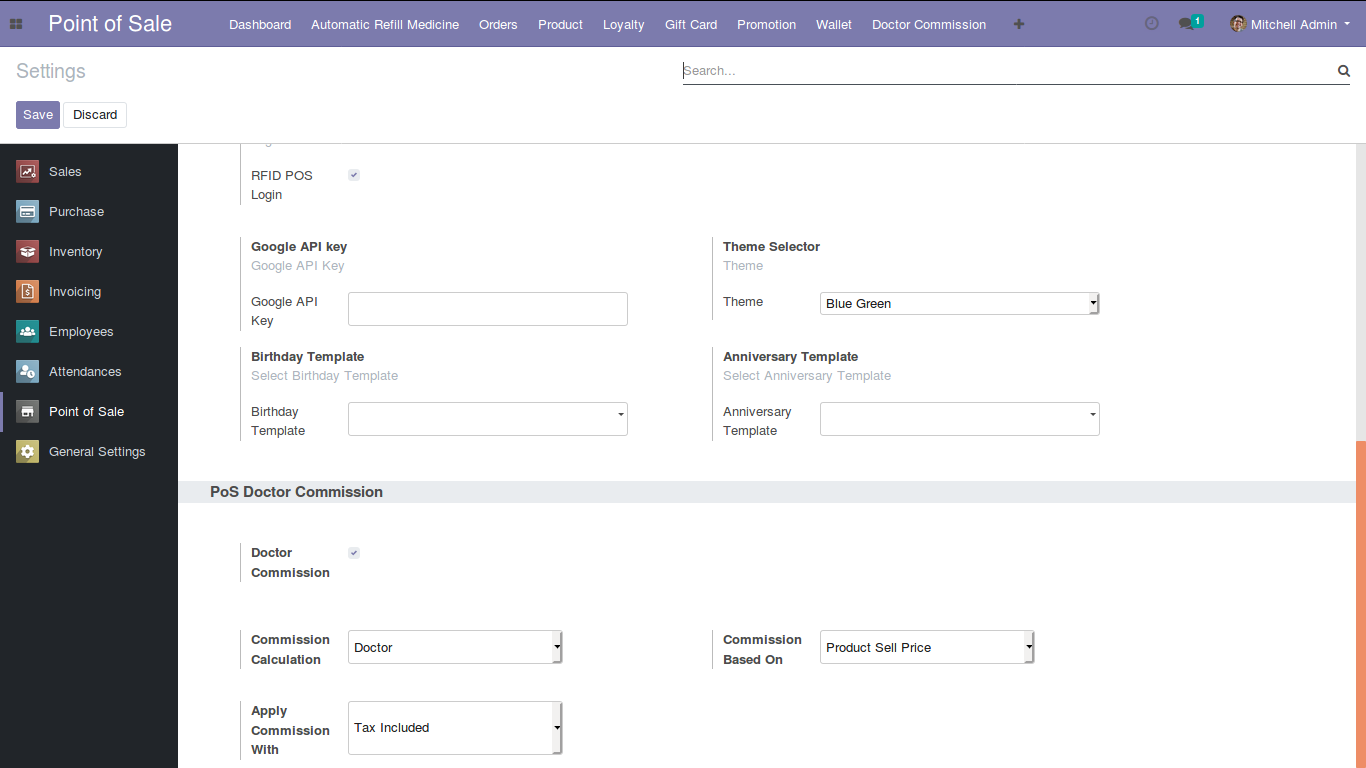 Point of Sale
Dashboard Automatic Refill Medicine Orders Product Loyalty Gift Card Promotion Wallet Doctor Commission
1
Mitchell Admin
Settings
Search...
Save Discard
Sales
Purchase
Inventory
Invoicing
Employees
Attendances
Point of Sale
General Settings
RFID POS
Login
Google API key
Google API Key
Google API
Key
Theme Selector
Theme
Theme
Blue Green
Birthday Template
Select Birthday Template
Birthday
Template
Anniversary Template
Select Anniversary Template
Anniversary
Template
PoS Doctor Commission
Doctor
Commission
Commission
Calculation
Doctor
Commission
Based On
Product Sell Price
Apply
Commission
With
Tax Included